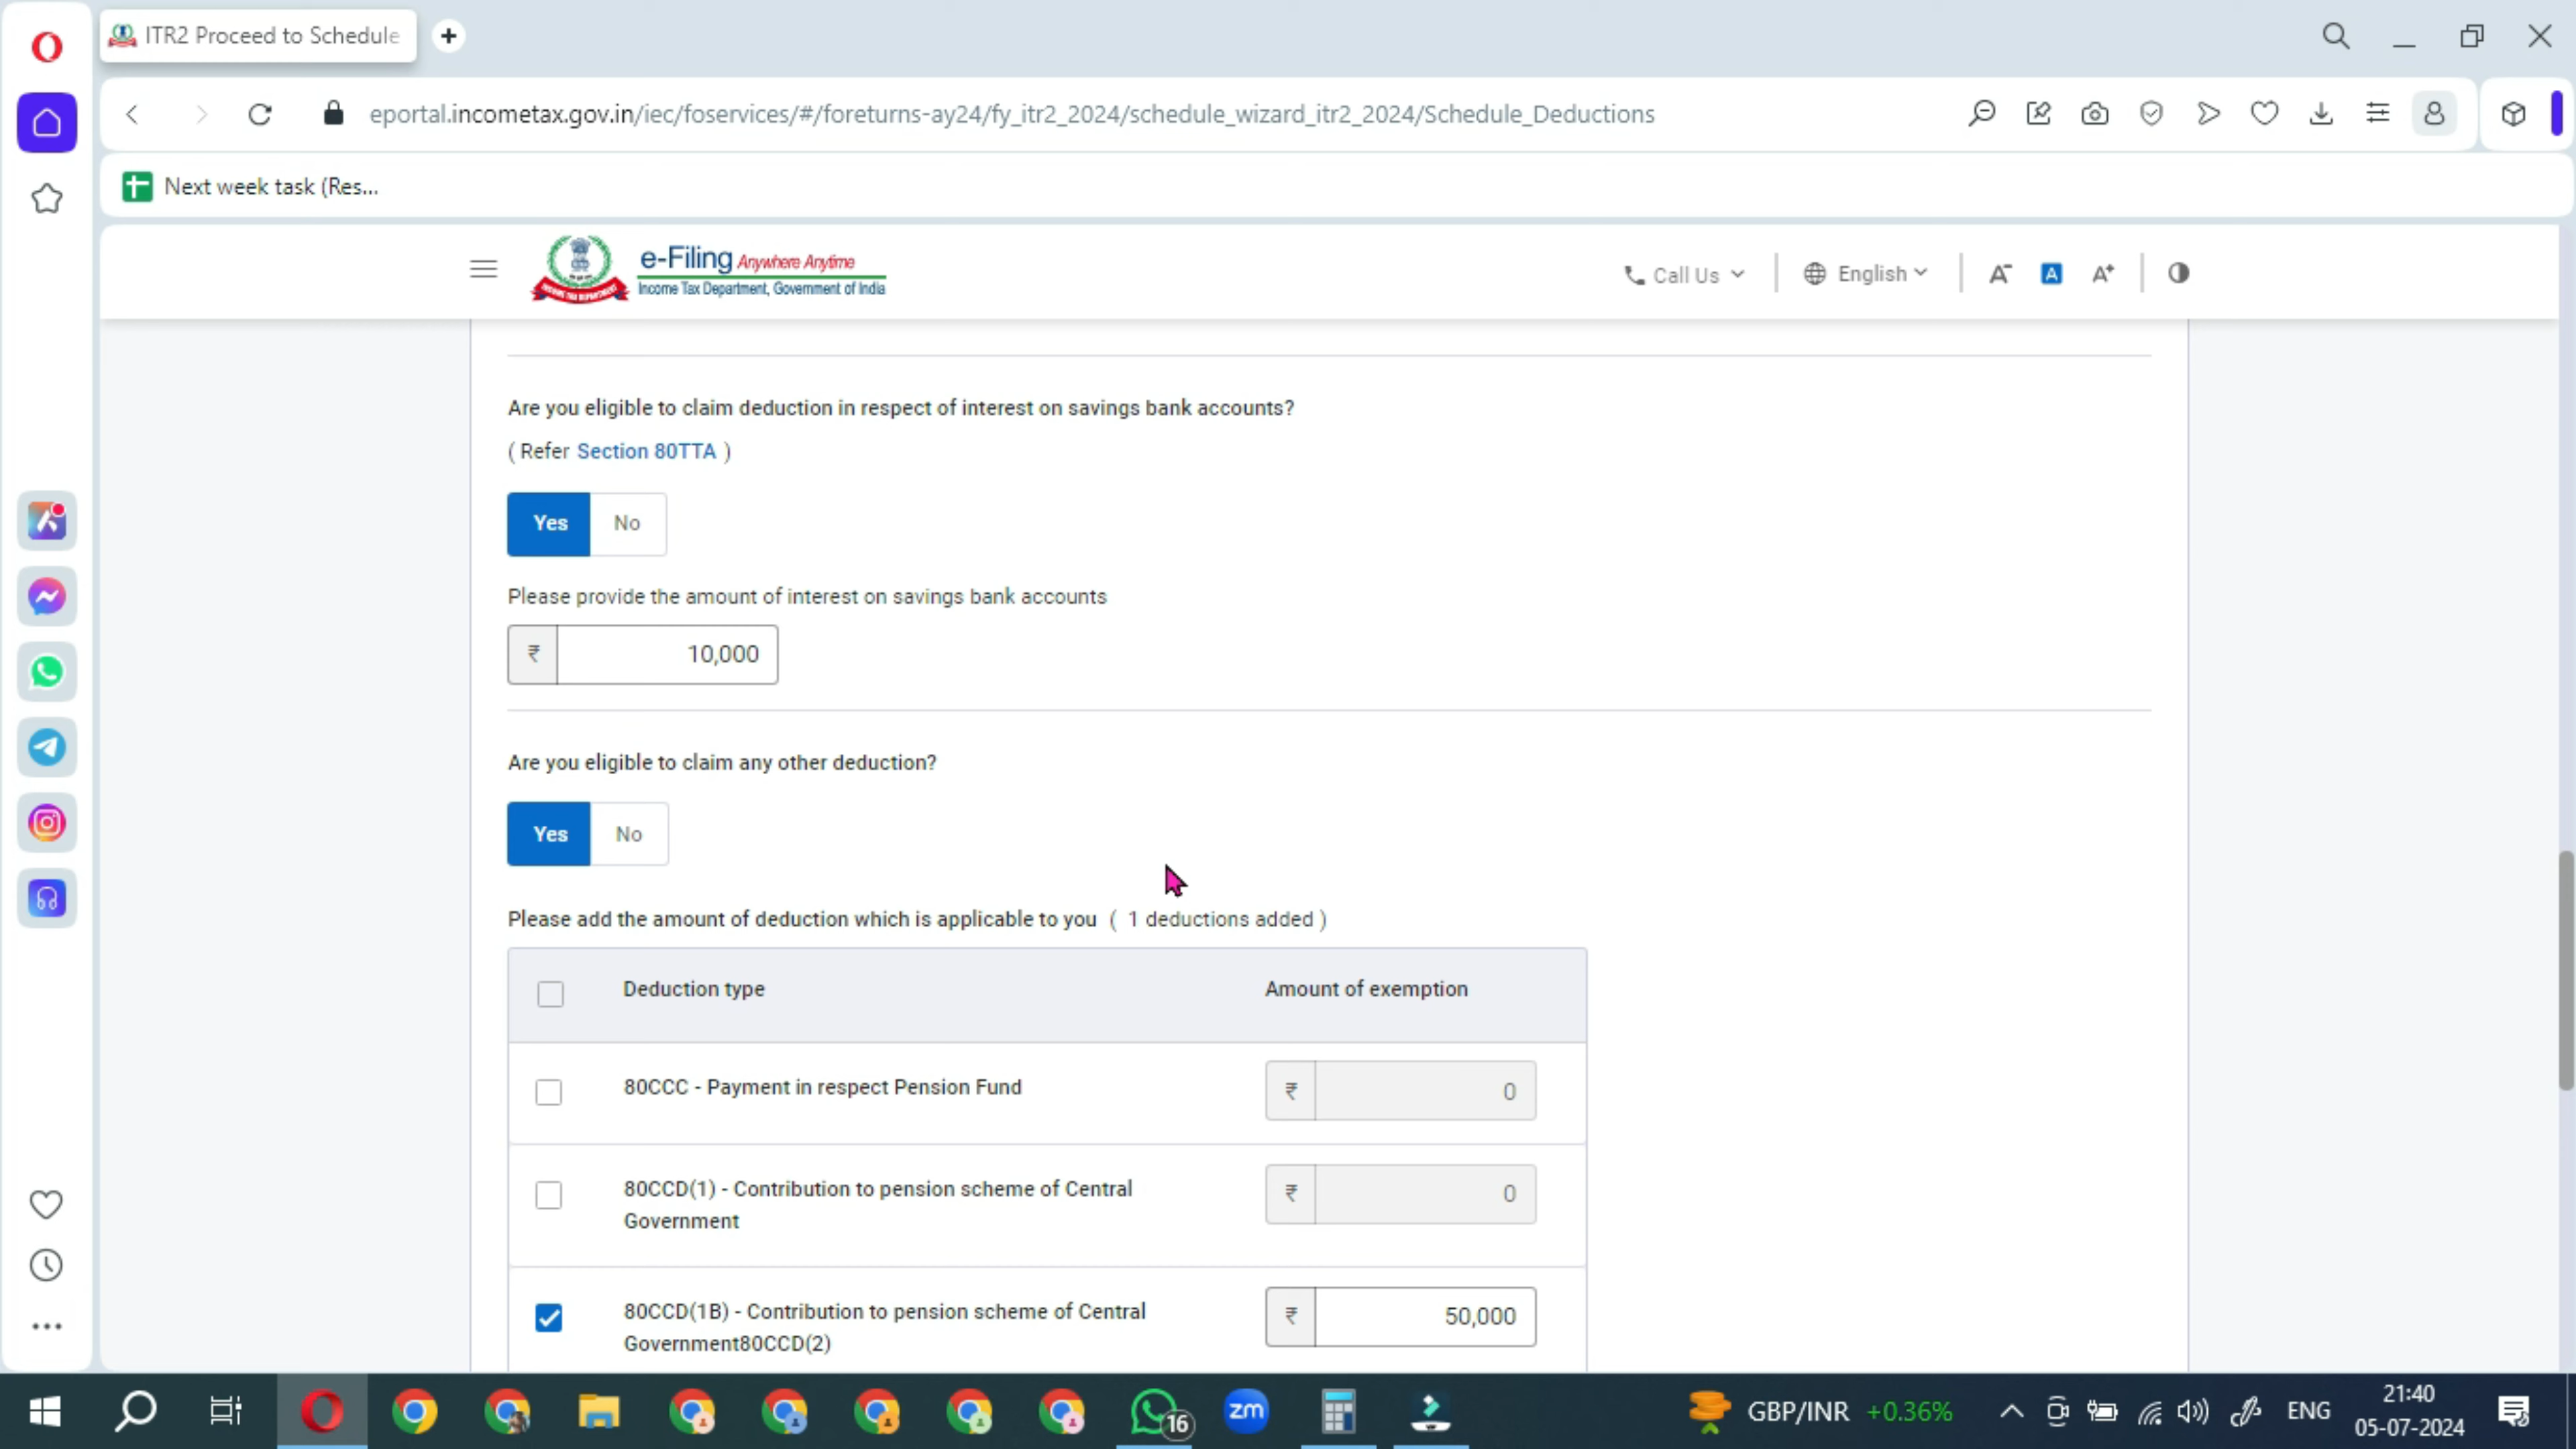 ITR2 Proceed to Schedule
eportal.incometax.gov.in/iec/foservices/#/foreturns-ay24/fy_itr2_2024/schedule_wizard_itr2_2024/Schedule_Deductions
Next week task (Res...
e-Filing Anywhere Anytime
Income Tax Department, Government of India
Call Us
English
A-
A
A+
Are you eligible to claim deduction in respect of interest on savings bank accounts?
( Refer Section 80TTA )
Yes No
Please provide the amount of interest on savings bank accounts
₹ 10,000
Are you eligible to claim any other deduction?
Yes No
Please add the amount of deduction which is applicable to you ( 1 deductions added )
Deduction type Amount of exemption
80CCC - Payment in respect Pension Fund ₹ 0
80CCD(1) - Contribution to pension scheme of Central
Government
₹ 0
80CCD(1B) - Contribution to pension scheme of Central
Government80CCD(2)
₹ 50,000
16
zm
GBP/INR +0.36%
ENG
21:40
05-07-2024